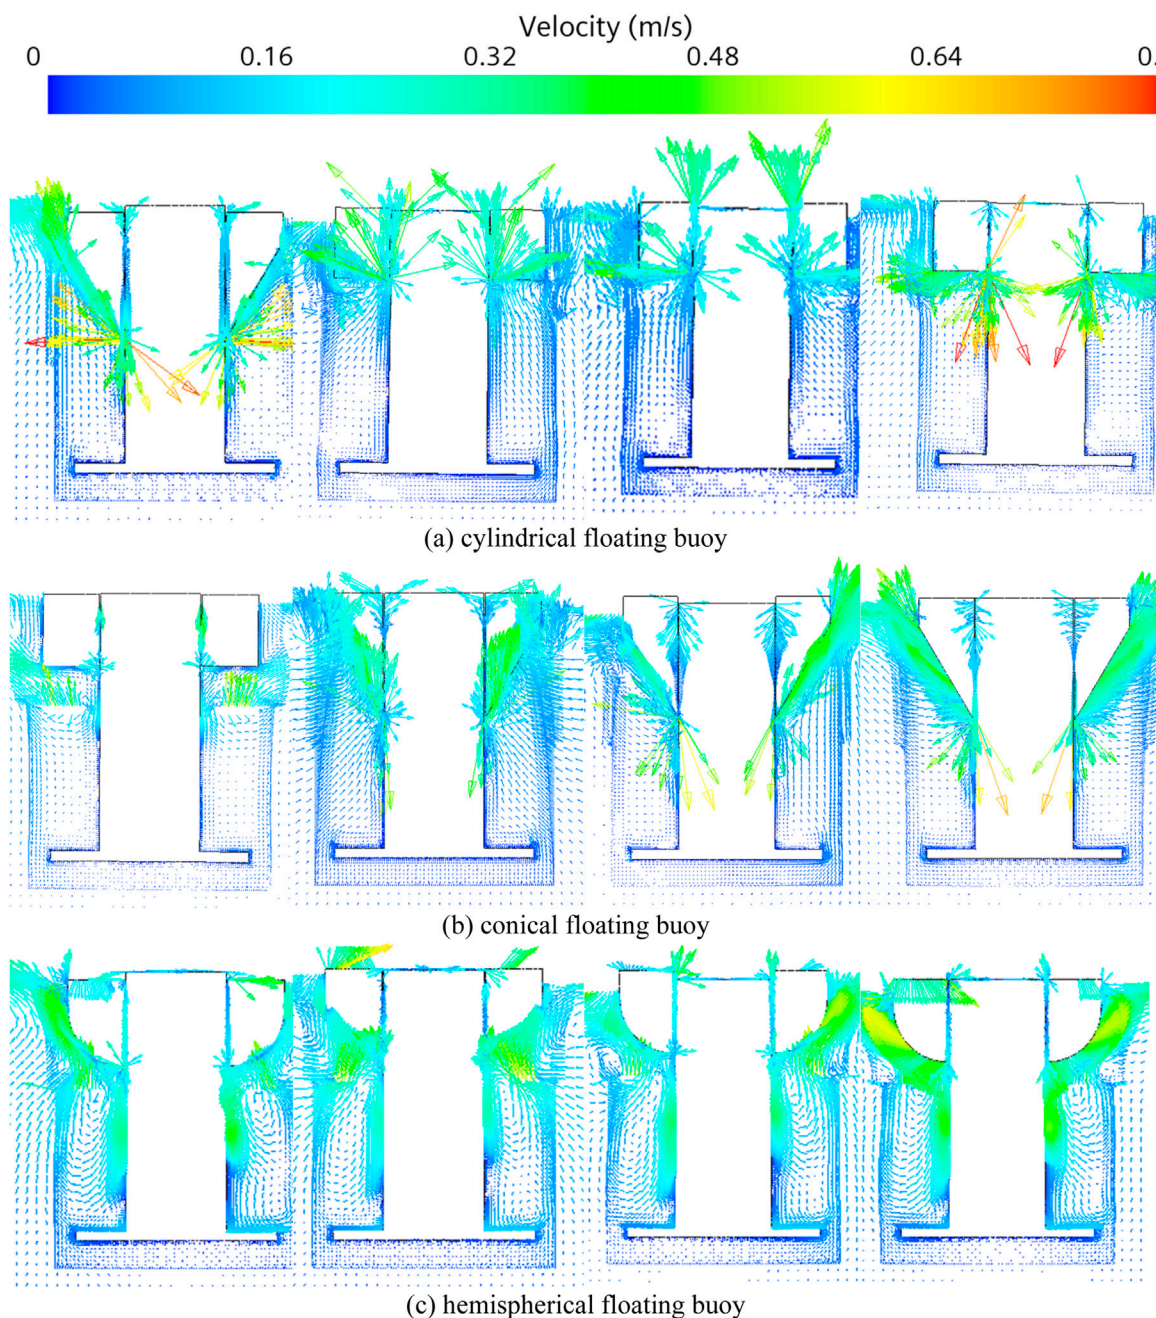 Velocity (m/s)
0 0.16 0.32 0.48 0.64 0.
(a) cylindrical floating buoy
(b) conical floating buoy
(c) hemispherical floating buoy